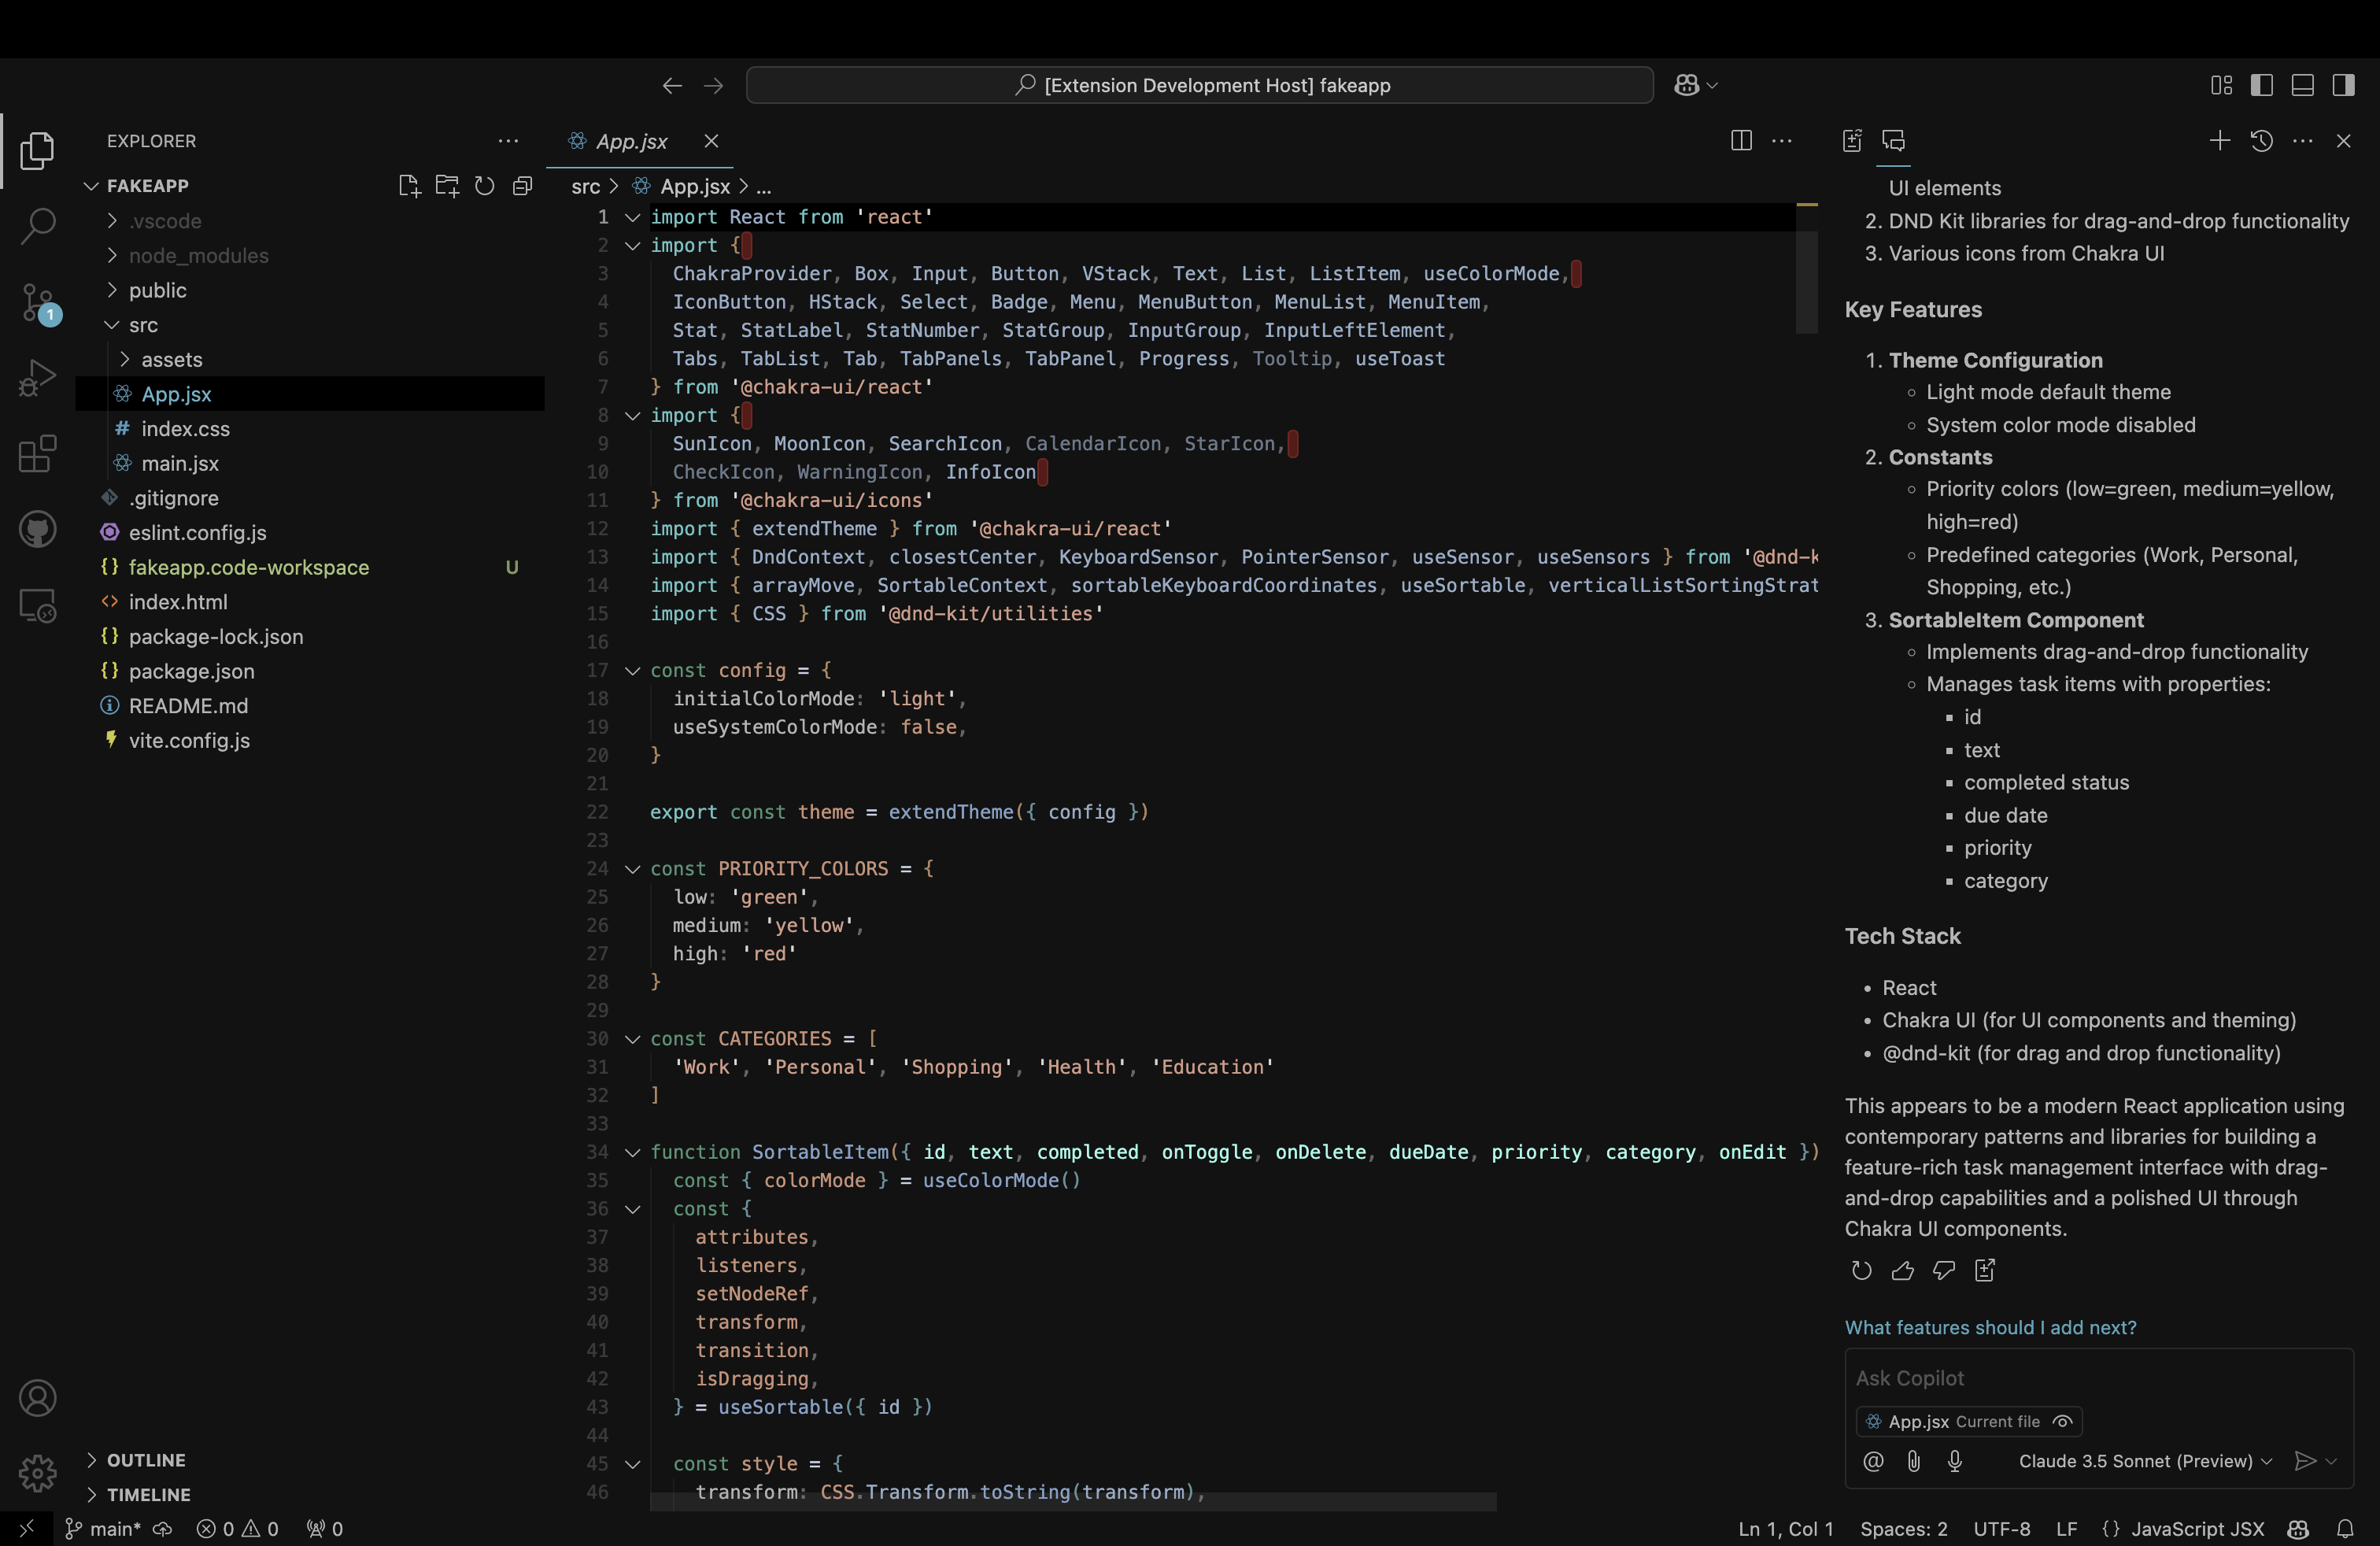 [Extension Development Host] fakeapp
EXPLORER
FAKEAPP
.vscode
node_modules
public
src
assets
App.jsx
# index.css
main.jsx
.gitignore
eslint.config.js
{} fakeapp.code-workspace U
<> index.html
{} package-lock.json
{} package.json
README.md
vite.config.js
OUTLINE
TIMELINE
1
App.jsx
src > App.jsx > ...
1 import React from 'react'
2 import {
3 ChakraProvider, Box, Input, Button, VStack, Text, List, ListItem, useColorMode,
4 IconButton, HStack, Select, Badge, Menu, MenuButton, MenuList, MenuItem,
5 Stat, StatLabel, StatNumber, StatGroup, InputGroup, InputLeftElement,
6 Tabs, TabList, Tab, TabPanels, TabPanel, Progress, Tooltip, useToast
7 } from '@chakra-ui/react'
8 import {
9 SunIcon, MoonIcon, SearchIcon, CalendarIcon, StarIcon,
10 CheckIcon, WarningIcon, InfoIcon
11 } from '@chakra-ui/icons'
12 import { extendTheme } from '@chakra-ui/react'
13 import { DndContext, closestCenter, KeyboardSensor, PointerSensor, useSensor, useSensors } from '@dnd-k
14 import { arrayMove, SortableContext, sortableKeyboardCoordinates, useSortable, verticalListSortingStrat
15 import { CSS } from '@dnd-kit/utilities'
16
17 const config = {
18 initialColorMode: 'light',
19 useSystemColorMode: false,
20 }
21
22 export const theme = extendTheme({ config })
23
24 const PRIORITY_COLORS = {
25 low: 'green',
26 medium: 'yellow',
27 high: 'red'
28 }
29
30 const CATEGORIES = [
31 'Work', 'Personal', 'Shopping', 'Health', 'Education'
32 ]
33
34 function SortableItem({ id, text, completed, onToggle, onDelete, dueDate, priority, category, onEdit })
35 const { colorMode } = useColorMode()
36 const {
37 attributes,
38 listeners,
39 setNodeRef,
40 transform,
41 transition,
42 isDragging,
43 } = useSortable({ id })
44
45 const style = {
46 transform: CSS.Transform.toString(transform),
UI elements
2. DND Kit libraries for drag-and-drop functionality
3. Various icons from Chakra UI
Key Features
1. Theme Configuration
Light mode default theme
System color mode disabled
2. Constants
Priority colors (low=green, medium=yellow,
high=red)
Predefined categories (Work, Personal,
Shopping, etc.)
3. SortableItem Component
Implements drag-and-drop functionality
Manages task items with properties:
id
text
completed status
due date
priority
category
Tech Stack
React
Chakra UI (for UI components and theming)
@dnd-kit (for drag and drop functionality)
This appears to be a modern React application using
contemporary patterns and libraries for building a
feature-rich task management interface with drag-
and-drop capabilities and a polished UI through
Chakra UI components.
What features should I add next?
Ask Copilot
App.jsx Current file
@ Claude 3.5 Sonnet (Preview)
main* 0 0 0
Ln 1, Col 1 Spaces: 2 UTF-8 LF {} JavaScript JSX